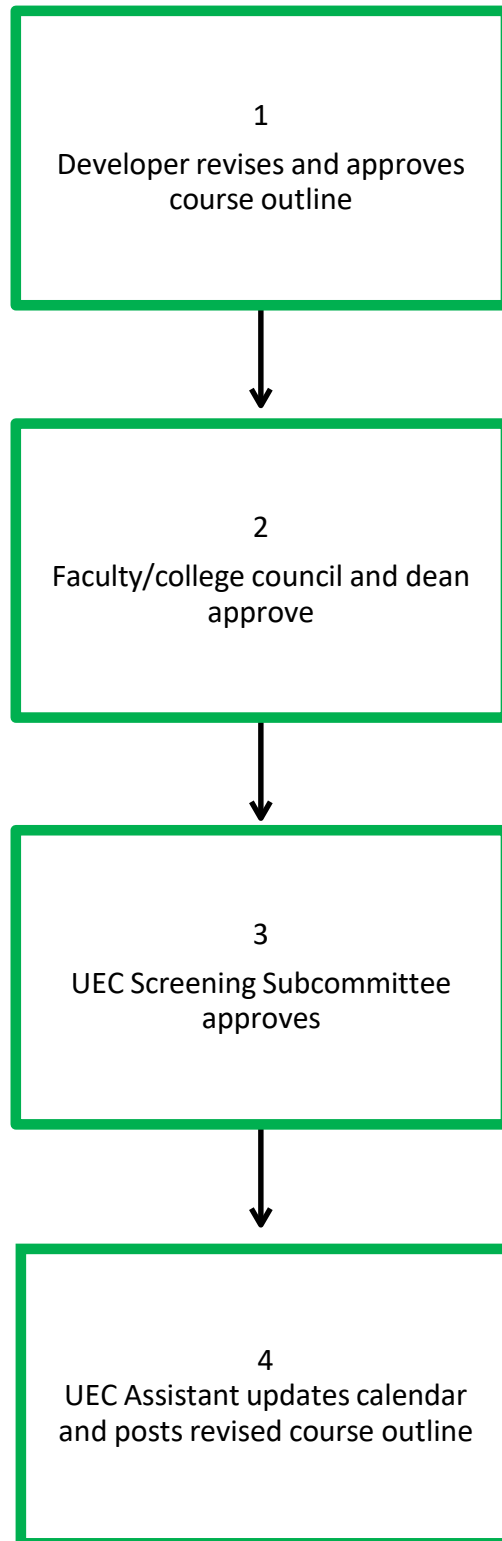 1
Developer revises and approves
course outline
2
Faculty/college council and dean
approve
3
UEC Screening Subcommittee
approves
4
UEC Assistant updates calendar
and posts revised course outline